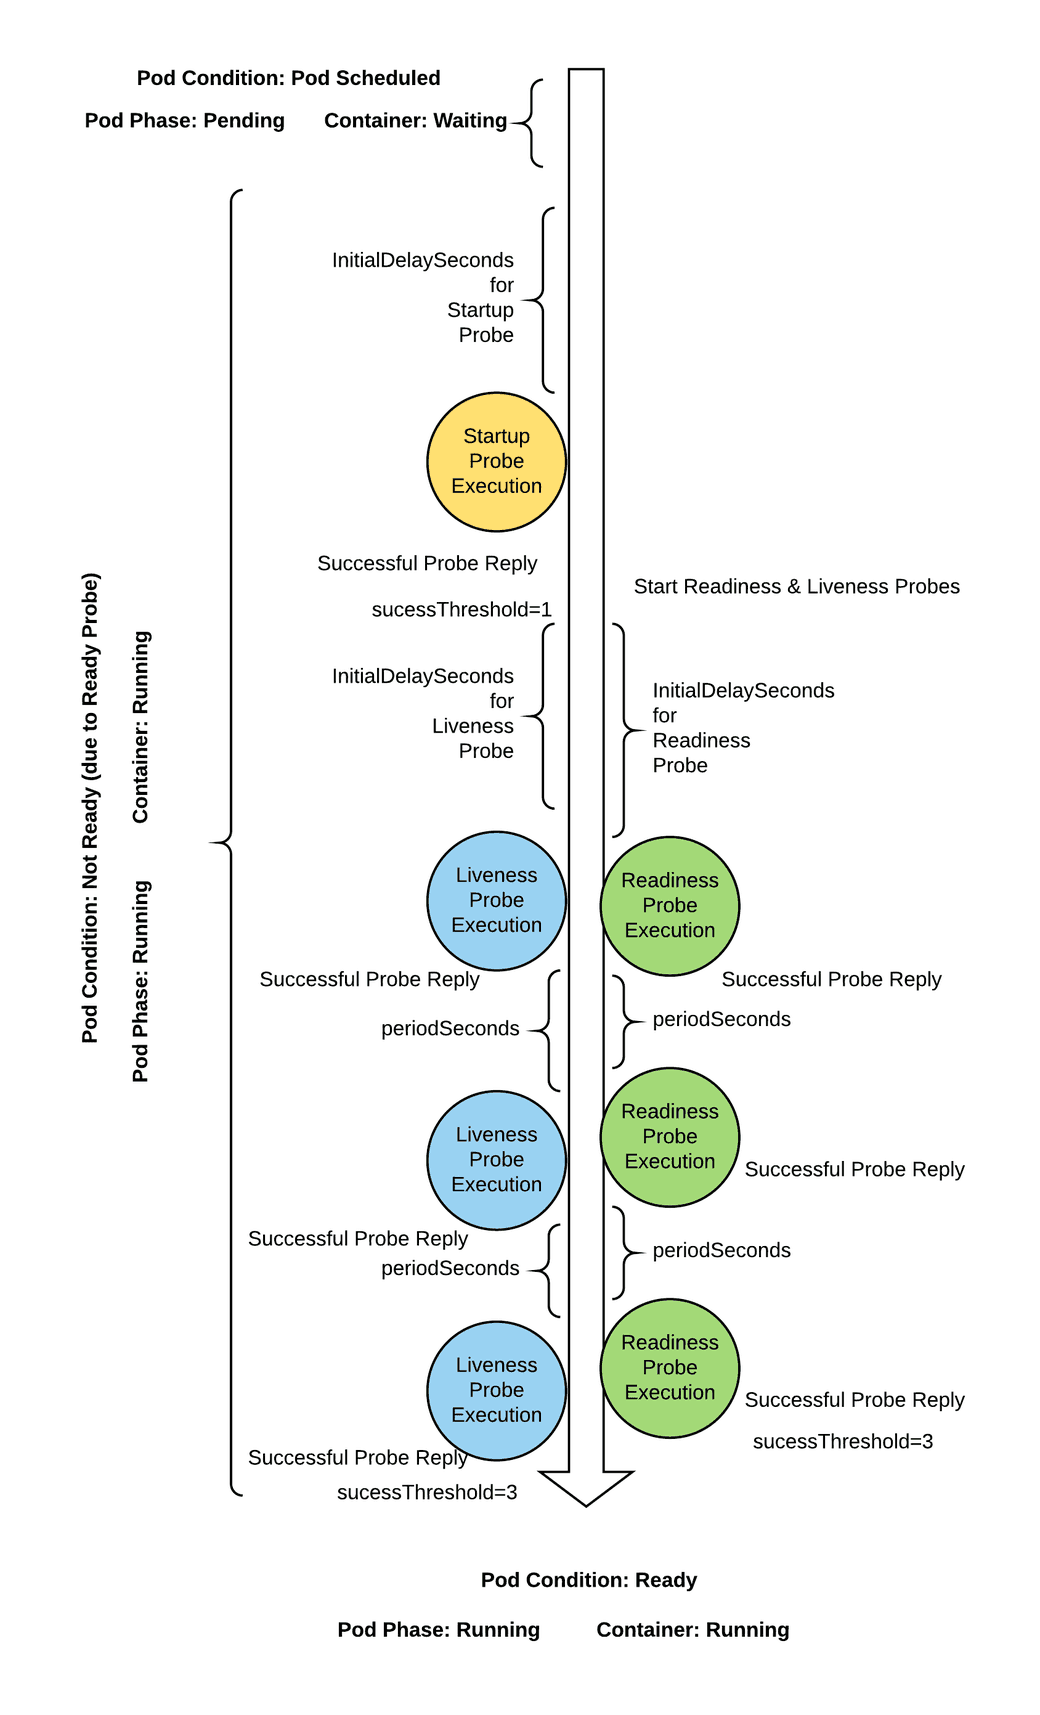 Pod Condition: Pod Scheduled
Pod Phase: Pending
Container: Waiting
InitialDelaySeconds
for
Startup
Probe
Startup
Probe
Execution
Successful Probe Reply
sucessThreshold=1
Start Readiness & Liveness Probes
InitialDelaySeconds
for
Liveness
Probe
InitialDelaySeconds
for
Readiness
Probe
Pod Condition: Not Ready (due to Ready Probe)
Pod Phase: Running
Container: Running
Liveness
Probe
Execution
Readiness
Probe
Execution
Successful Probe Reply
Successful Probe Reply
periodSeconds
periodSeconds
Liveness
Probe
Execution
Readiness
Probe
Execution
Successful Probe Reply
Successful Probe Reply
periodSeconds
periodSeconds
Liveness
Probe
Execution
Readiness
Probe
Execution
Successful Probe Reply
sucessThreshold=3
Successful Probe Reply
sucessThreshold=3
Pod Condition: Ready
Pod Phase: Running
Container: Running